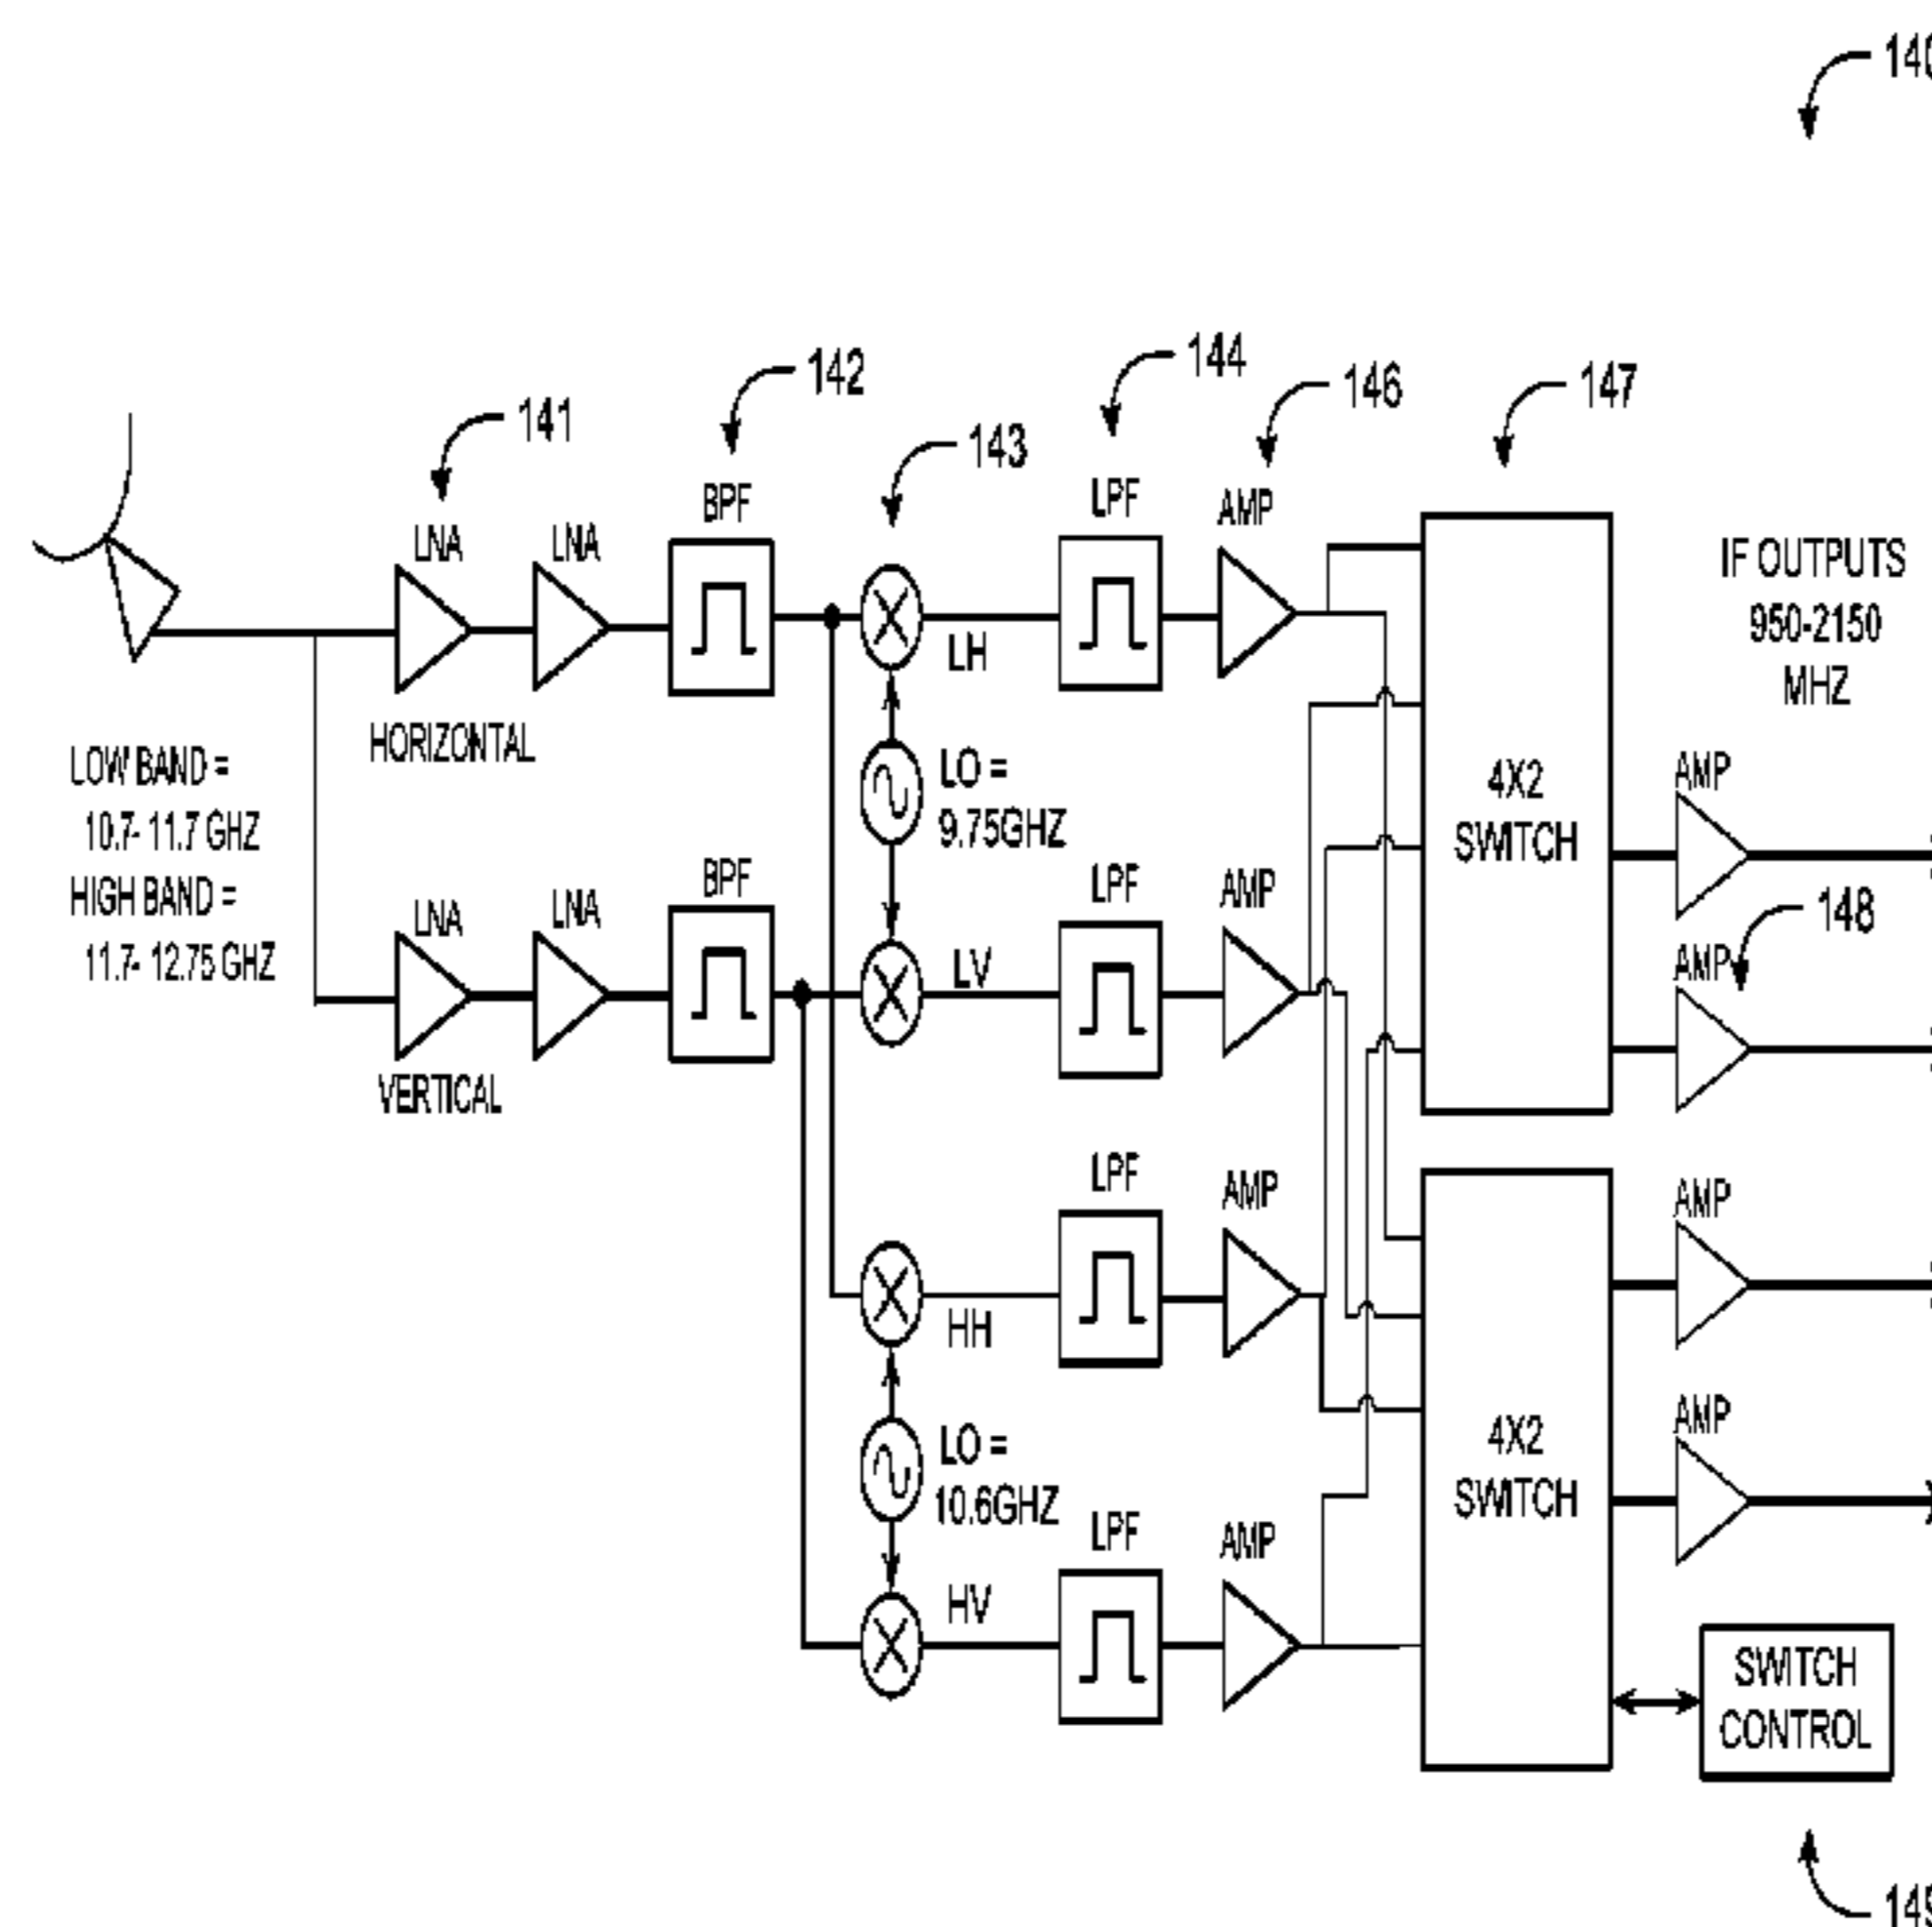 140
144
142
146
147
141
143
BPF
LPF
AMP
LNA
LNA
IF OUTPUTS
950-2150
MHZ
LH
HORIZONTAL
LOW BAND =
10.7- 11.7 GHZ
HIGH BAND =
11.7- 12.75 GHZ
LO =
9.75GHZ
4X2
SWITCH
AMP
BPF
LPF
AMP
LNA
LNA
148
LV
AMP
VERTICAL
LPF
AMP
AMP
HH
LO =
10.6GHZ
4X2
SWITCH
AMP
LPF
AMP
HV
SWITCH
CONTROL